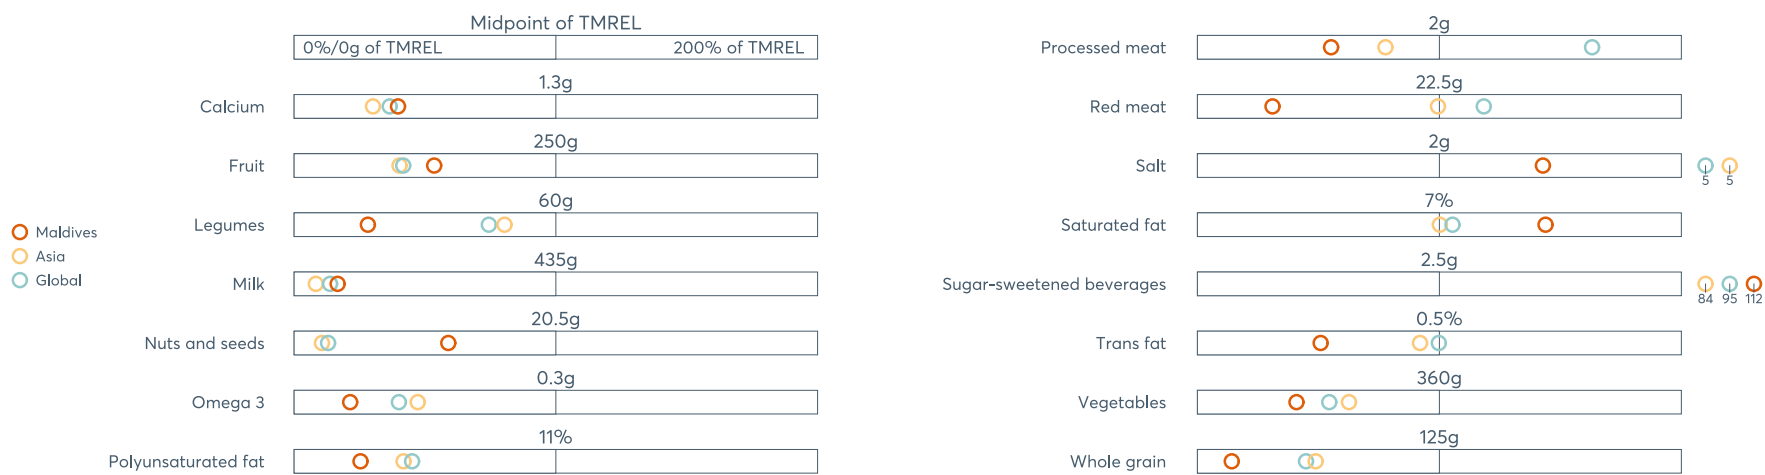 Midpoint of TMREL
0%/0g of TMREL
200% of TMREL
1.3g
Calcium
250g
Fruit
60g
Legumes
435g
Milk
20.5g
Nuts and seeds
0.3g
Omega 3
11%
Polyunsaturated fat
Maldives
Asia
Global
2g
Processed meat
22.5g
Red meat
2g
Salt
5 5
7%
Saturated fat
2.5g
Sugar-sweetened beverages
84 95 112
0.5%
Trans fat
360g
Vegetables
125g
Whole grain